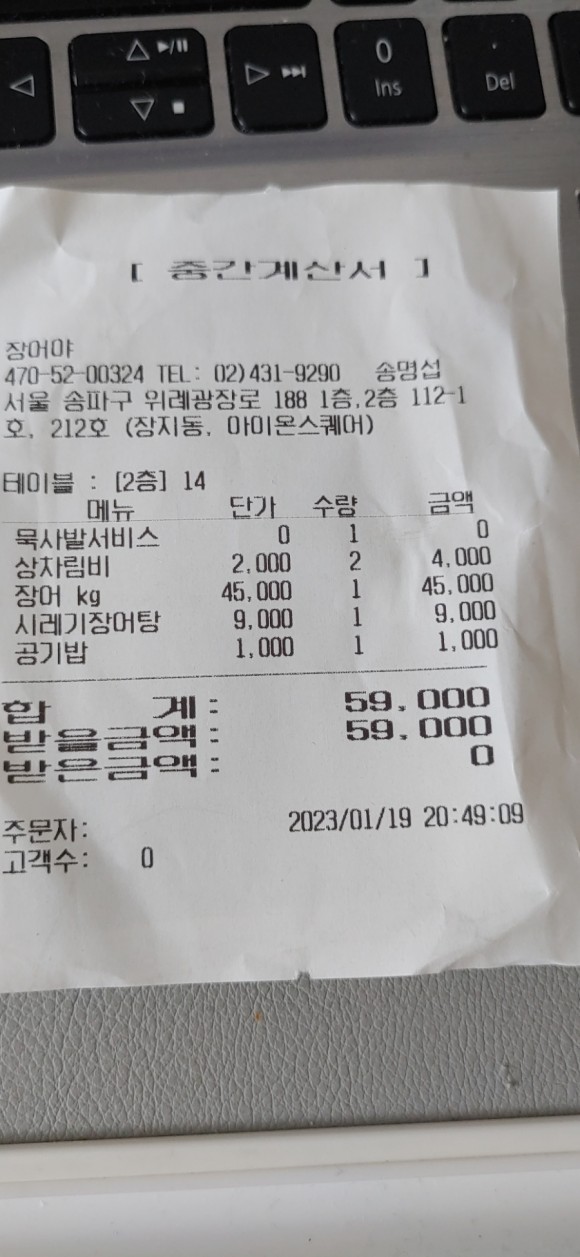 0
Ins
.
Del
[ 중간계산서 ]
장어야
470-52-00324 TEL: 02)431-9290 송명섭
서울 송파구 위례광장로 188 1층,2층 112-1
호, 212호 (장지동, 아이온스퀘어)
테이블 : [2층] 14
메뉴 단가 수량 금액
묵사발서비스 0 1 0
상차림비 2,000 2 4,000
장어 kg 45,000 1 45,000
시레기장어탕 9,000 1 9,000
공기밥 1,000 1 1,000
합 계: 59,000
받을금액: 59,000
받은금액: 0
주문자: 2023/01/19 20:49:09
고객수: 0